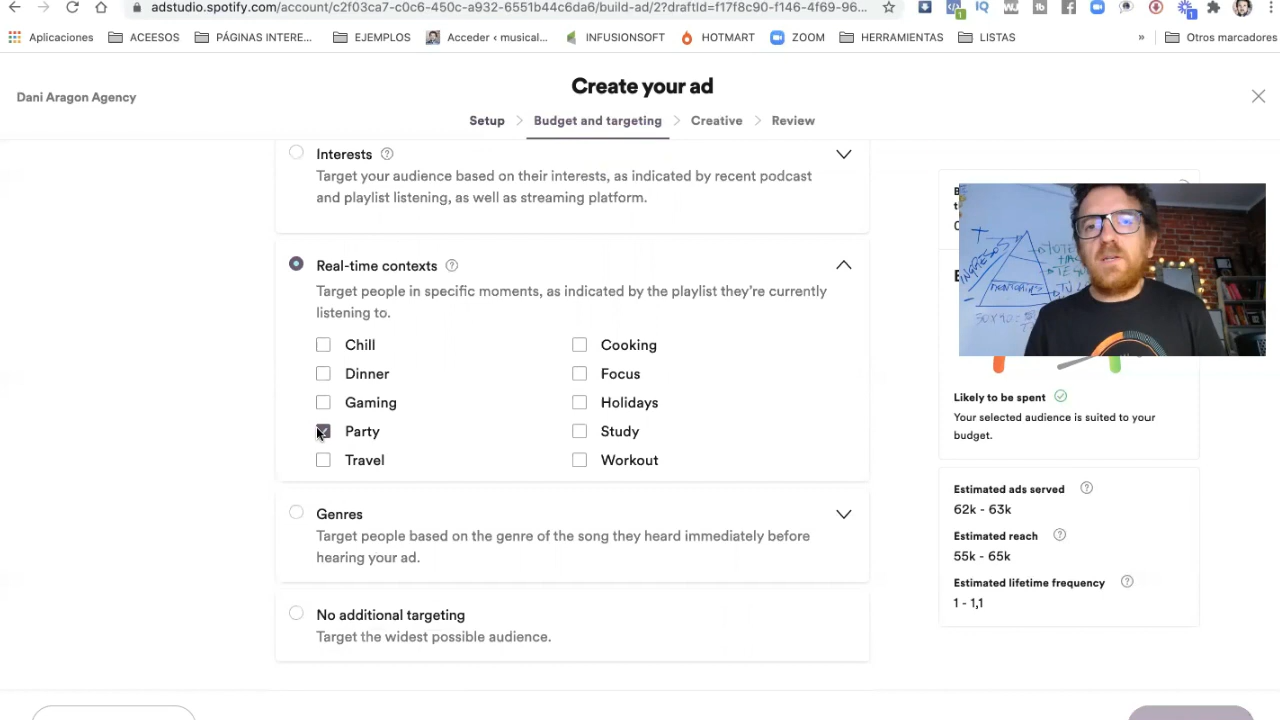 adstudio.spotify.com/account/c2f03ca7-c0c6-450c-a932-6551b44c6da6/build-ad/2?draftId=f17f8c90-f146-4f69-96...
Aplicaciones ACEESOS PÁGINAS INTERE... EJEMPLOS Acceder ‹ musical... INFUSIONSOFT HOTMART ZOOM HERRAMIENTAS LISTAS » Otros marcadores
Dani Aragon Agency
Create your ad
Setup > Budget and targeting > Creative > Review
Interests
Target your audience based on their interests, as indicated by recent podcast
and playlist listening, as well as streaming platform.
Real-time contexts
Target people in specific moments, as indicated by the playlist they're currently
listening to.
Chill
Cooking
Dinner
Focus
Gaming
Holidays
Party
Study
Travel
Workout
Genres
Target people based on the genre of the song they heard immediately before
hearing your ad.
No additional targeting
Target the widest possible audience.
INGRESOS
MENTORIAS
Likely to be spent
Your selected audience is suited to your
budget.
Estimated ads served
62k - 63k
Estimated reach
55k - 65k
Estimated lifetime frequency
1 - 1,1